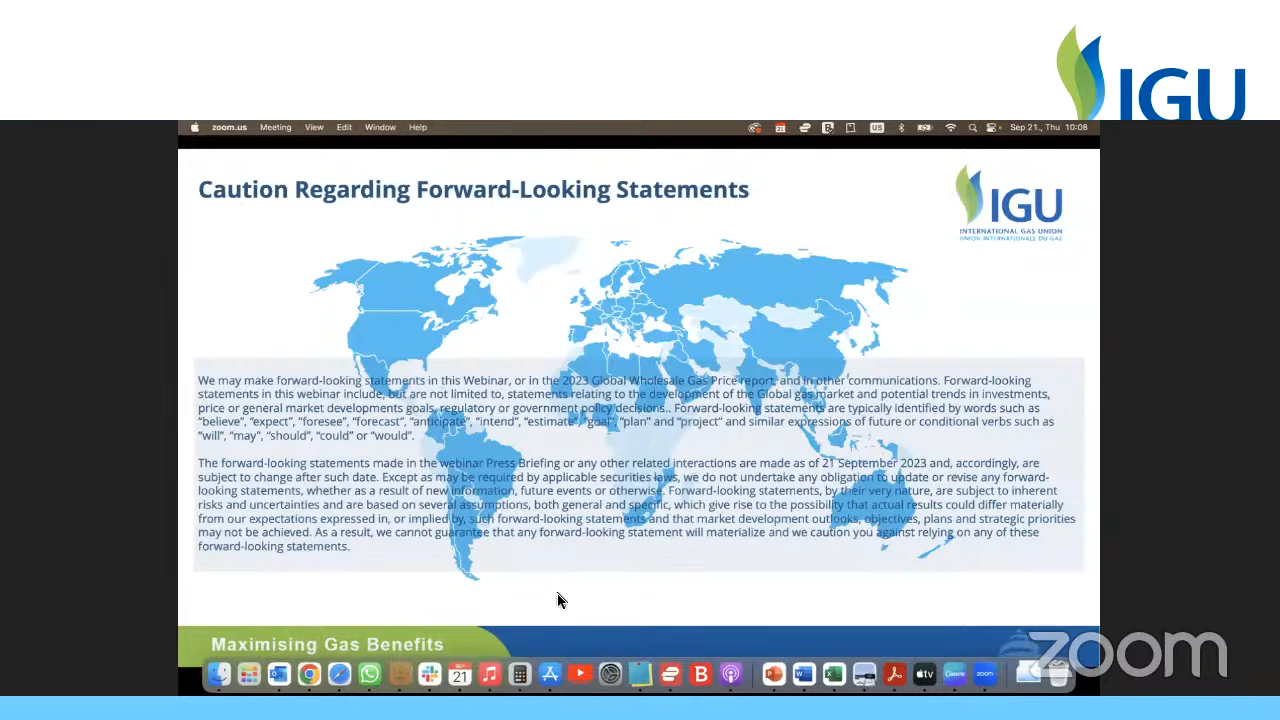 IGU
zoom.us Meeting View Edit Window Help US Sep 21., Thu 10:08
Caution Regarding Forward-Looking Statements
IGU
INTERNATIONAL GAS UNION
UNION INTERNATIONALE DU GAZ
We may make forward-looking statements in this Webinar, or in the 2023 Global Wholesale Gas Price report, and in other communications. Forward-looking
statements in this webinar include, but are not limited to, statements relating to the development of the Global gas market and potential trends in investments,
price or general market developments goals, regulatory or government policy decisions.. Forward-looking statements are typically identified by words such as
“believe”, “expect”, “foresee”, “forecast”, “anticipate”, “intend”, “estimate”, “goal”, “plan” and “project” and similar expressions of future or conditional verbs such as
“will”, “may”, “should”, “could” or “would”.
The forward-looking statements made in the webinar Press Briefing or any other related interactions are made as of 21 September 2023 and, accordingly, are
subject to change after such date. Except as may be required by applicable securities laws, we do not undertake any obligation to update or revise any forward-
looking statements, whether as a result of new information, future events or otherwise. Forward-looking statements, by their very nature, are subject to inherent
risks and uncertainties and are based on several assumptions, both general and specific, which give rise to the possibility that actual results could differ materially
from our expectations expressed in, or implied by, such forward-looking statements and that market development outlooks, objectives, plans and strategic priorities
may not be achieved. As a result, we cannot guarantee that any forward-looking statement will materialize and we caution you against relying on any of these
forward-looking statements.
Maximising Gas Benefits
zoom
21
tv
Canva
zoom